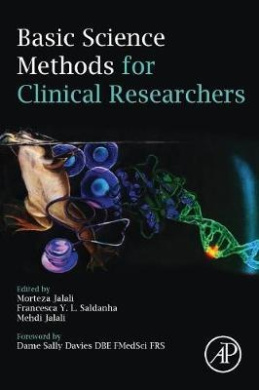 Basic Science
Methods for
Clinical Researchers
Edited by
Morteza Jalali
Francesca Y. L. Saldanha
Mehdi Jalali
Foreword by
Dame Sally Davies DBE FMedSci FRS
AP